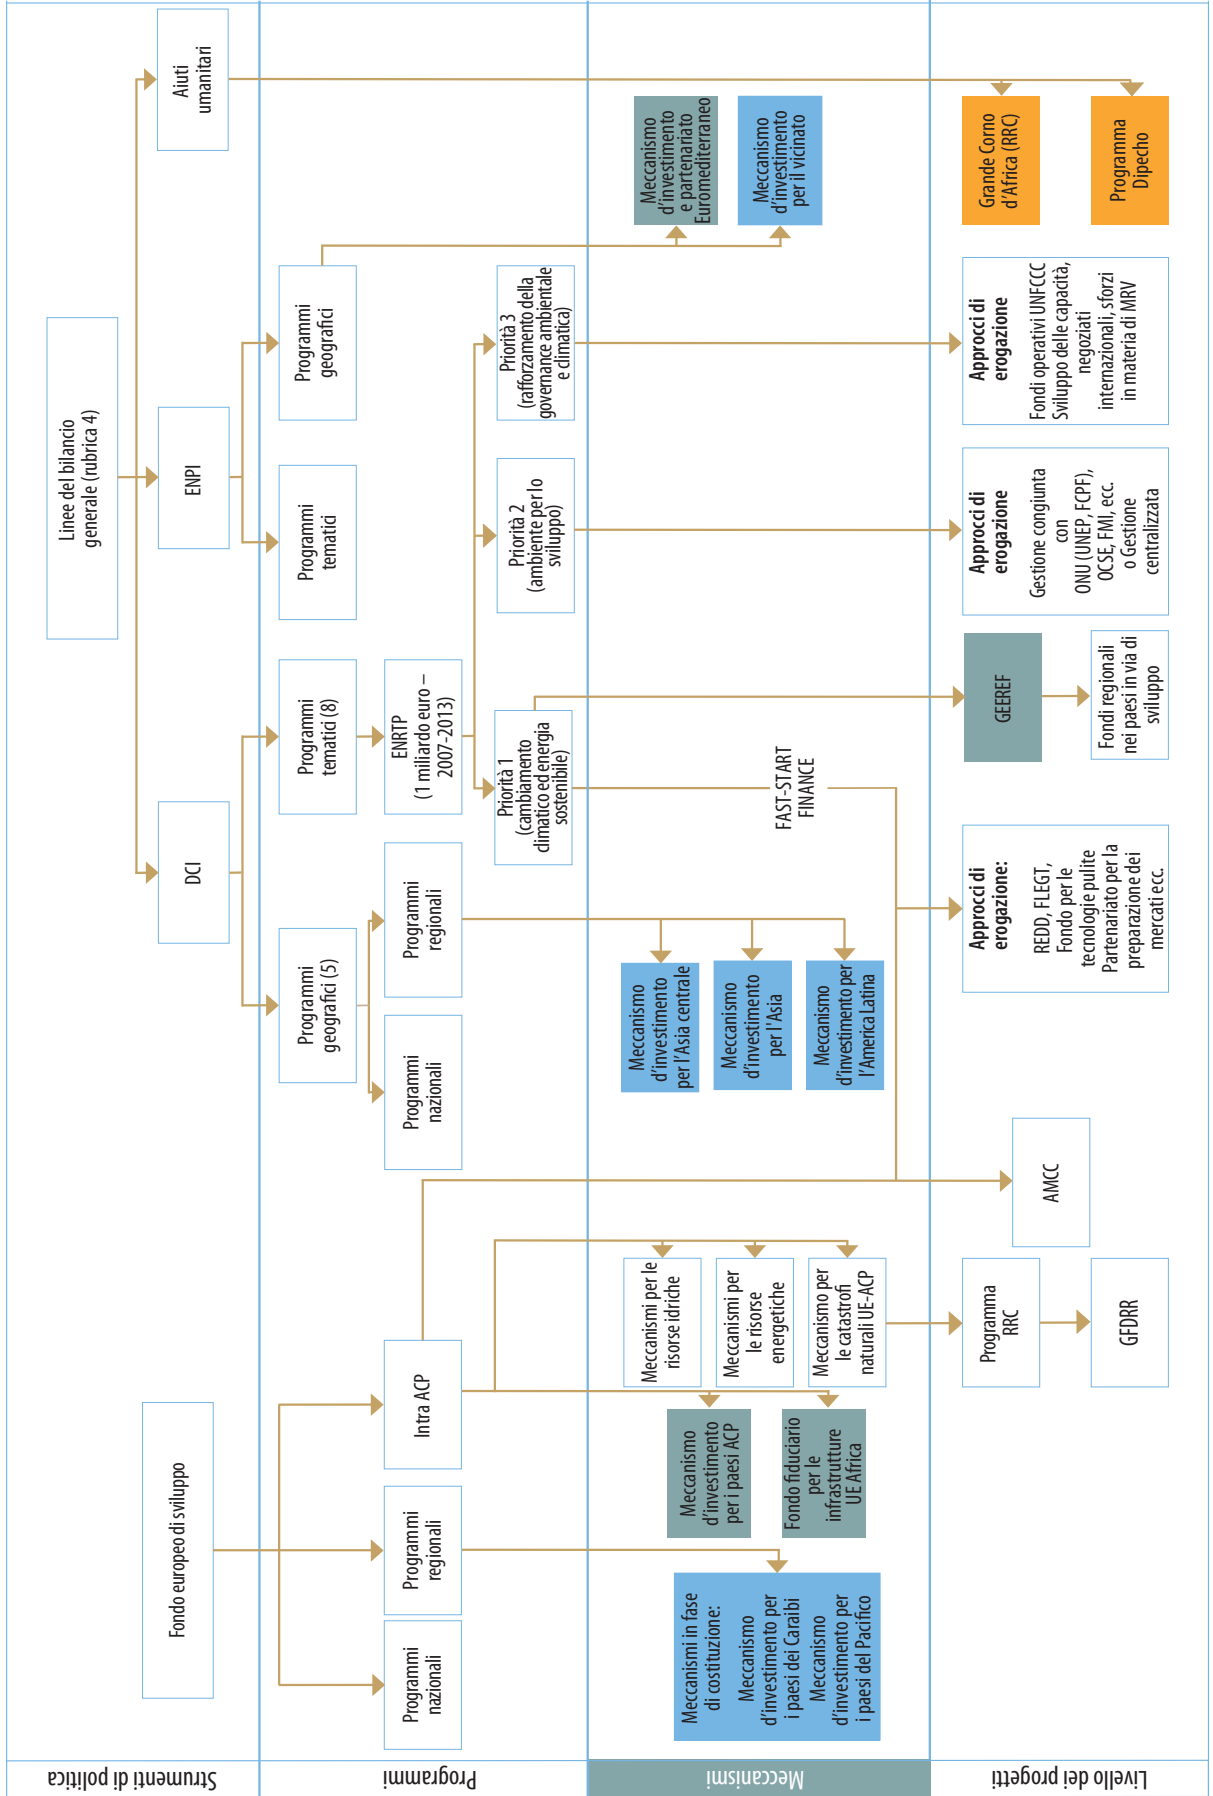 Strumenti di politica
Fondo europeo di sviluppo
Linee del bilancio
generale (rubrica 4)
DCI
ENPI
Aiuti
umanitari
Programmi
Programmi
geografici (5)
Programmi
tematici (8)
Programmi
tematici
Programmi
geografici
Programmi
nazionali
Programmi
regionali
Intra ACP
Programmi
nazionali
Programmi
regionali
ENRTP
(1 miliardo euro –
2007-2013)
Priorità 1
(cambiamento
climatico ed energia
sostenibile)
Priorità 2
(ambiente per lo
sviluppo)
Priorità 3
(rafforzamento della
governance ambientale
e climatica)
Meccanismi
Meccanismi in fase
di costituzione:
Meccanismo
d’investimento per
i paesi dei Caraibi
Meccanismo
d’investimento per
i paesi del Pacifico
Meccanismo
d’investimento
per i paesi ACP
Fondo fiduciario
per le
infrastrutture
UE Africa
Meccanismi per le
risorse idriche
Meccanismi per
le risorse
energetiche
Meccanismo per
le catastrofi
naturali UE-ACP
Meccanismo
d’investimento
per l’Asia centrale
Meccanismo
d’investimento
per l’Asia
Meccanismo
d’investimento per
l’America Latina
FAST-START
FINANCE
Meccanismo
d’investimento
e partenariato
Euromediterraneo
Meccanismo
d’investimento
per il vicinato
Livello dei progetti
Programma
RRC
GFDRR
AMCC
Approcci di
erogazione:
REDD, FLEGT,
Fondo per le
tecnologie pulite
Partenariato per la
preparazione dei
mercati ecc.
GEEREF
Fondi regionali
nei paesi in via di
sviluppo
Approcci di
erogazione
Gestione congiunta
con
ONU (UNEP, FCPF),
OCSE, FMI, ecc.
o Gestione
centralizzata
Approcci di
erogazione
Fondi operativi UNFCCC
Sviluppo delle capacità,
negoziati
internazionali, sforzi
in materia di MRV
Grande Corno
d’Africa (RRC)
Programma
Dipecho